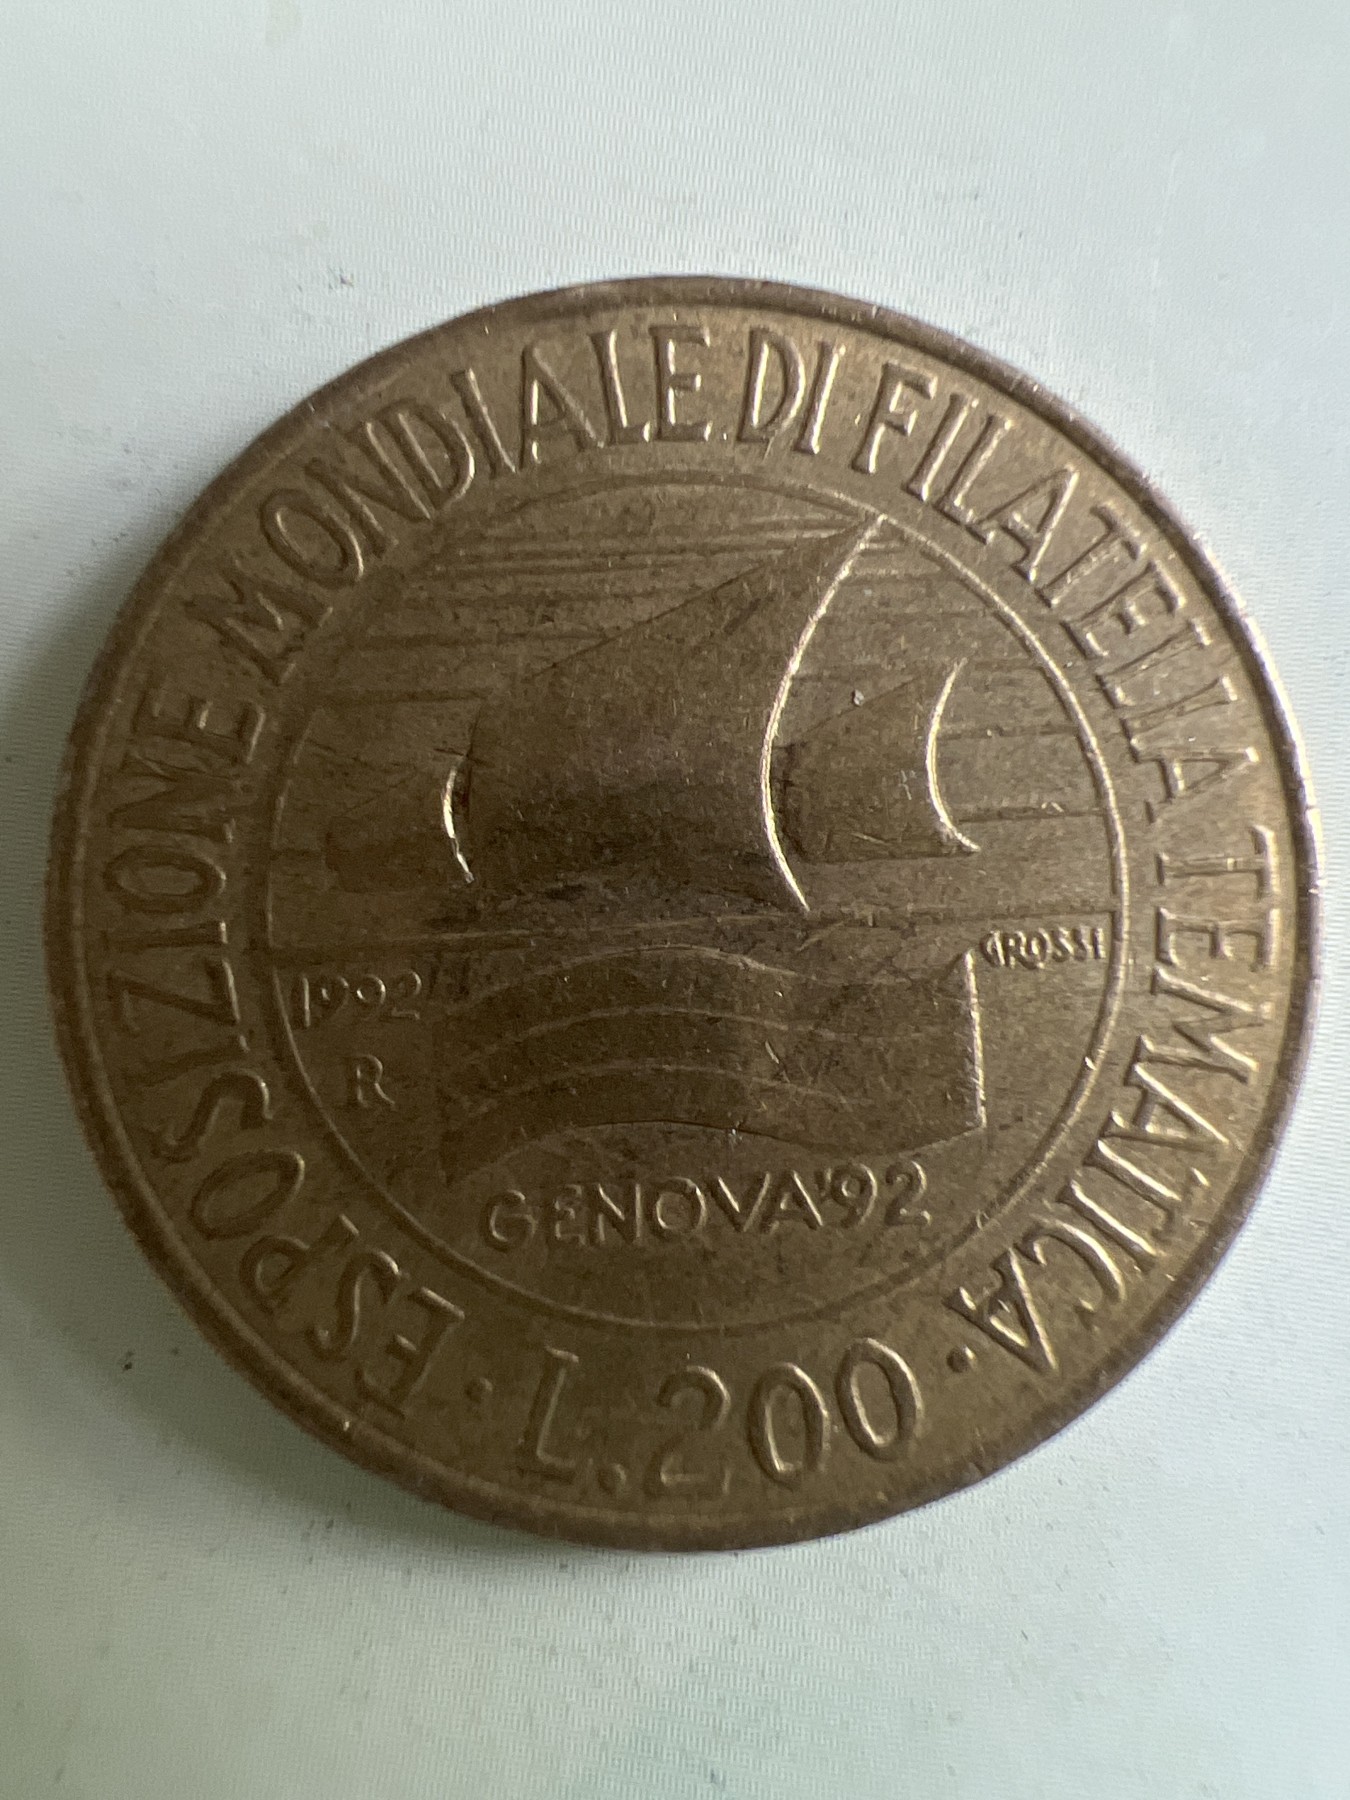 ESPOSIZIONE MONDIALE DI FILATELIA TEMATICA
· L.200 ·
GROSSI
1992
R
GENOVA '92